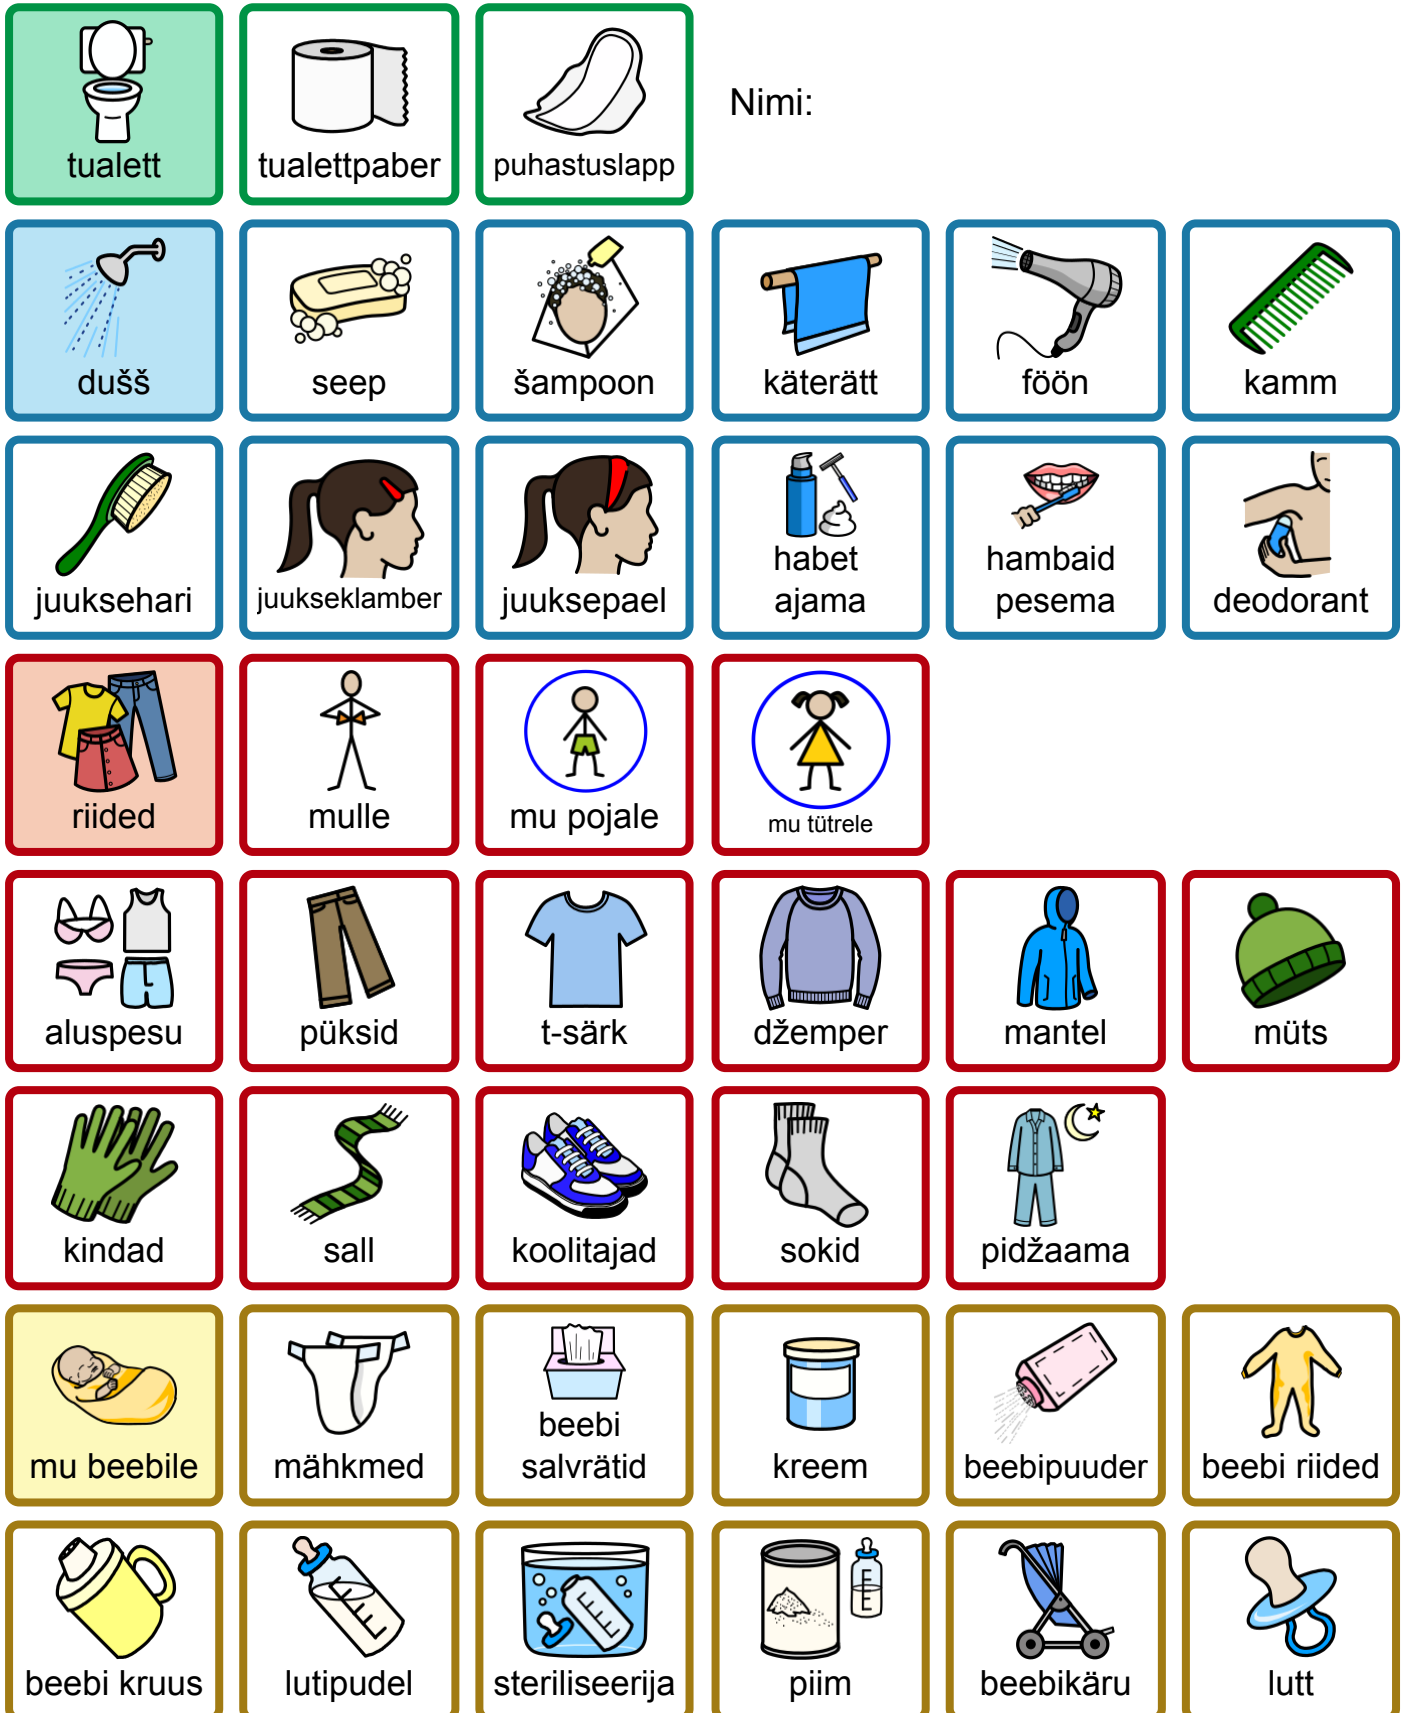 tualett
tualettpaber
puhastuslapp
Nimi:
dušš
seep
šampoon
käterätt
föön
kamm
juuksehari
juukseklamber
juuksepael
habet
ajama
hambaid
pesema
deodorant
riided
mulle
mu pojale
mu tütrele
aluspesu
püksid
t-särk
džemper
mantel
müts
kindad
sall
koolitajad
sokid
pidžaama
mu beebile
mähkmed
beebi
salvrätid
kreem
beebipuuder
beebi riided
beebi kruus
lutipudel
steriliseerija
piim
beebikäru
lutt